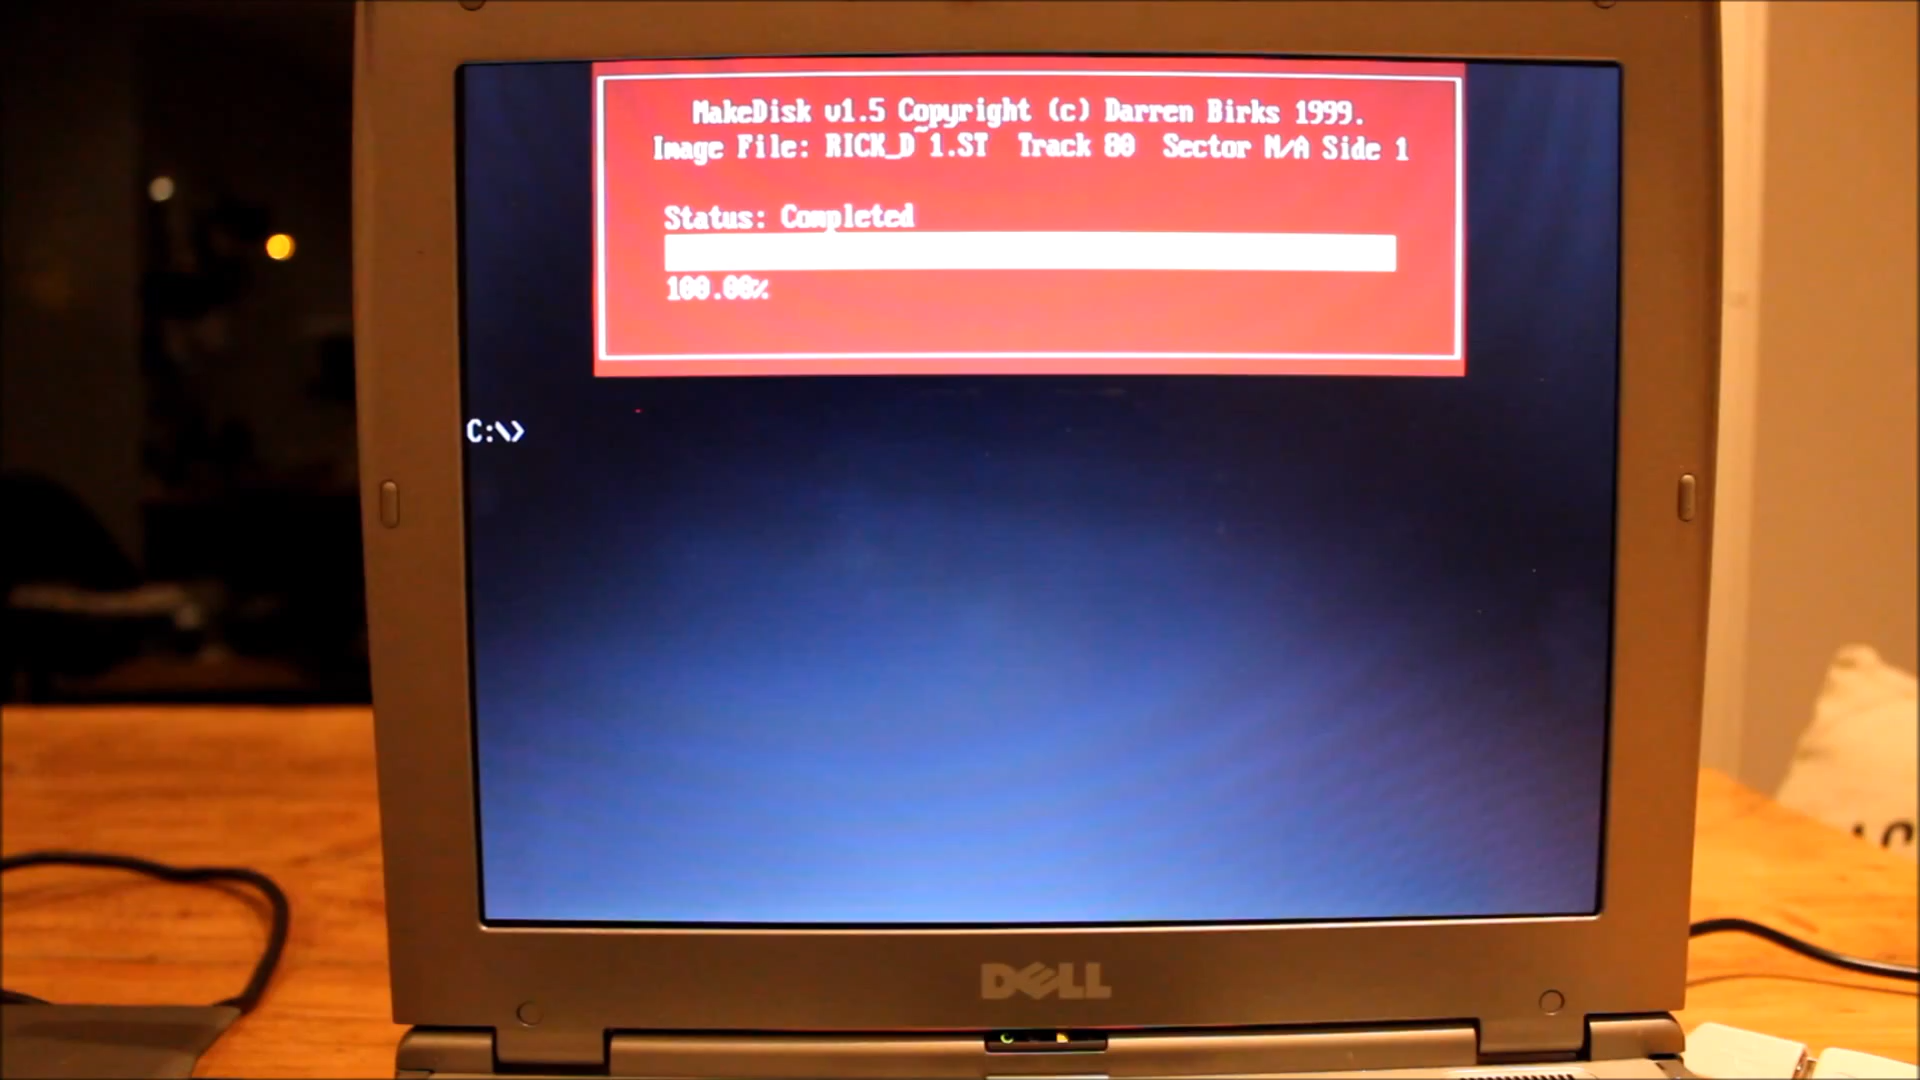 MakeDisk v1.5 Copyright (c) Darren Birks 1999.
Image File: RICK_D~1.ST Track 80 Sector N/A Side 1
Status: Completed
100.00%
C:\>
DELL